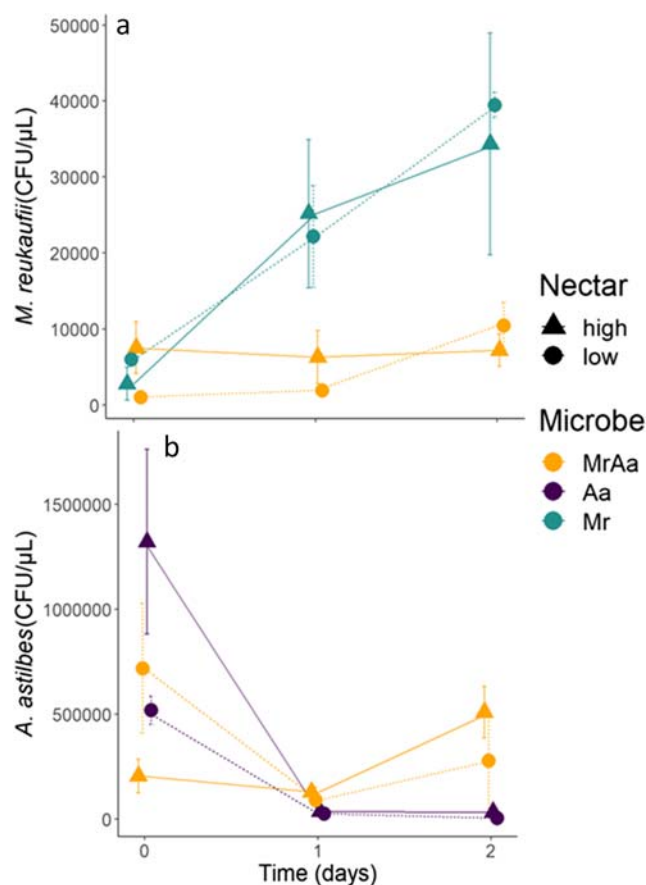 a
50000
40000
30000
20000
10000
0
M. reukaufii(CFU/µL)
Nectar
high
low
Microbe
MrAa
Aa
Mr
b
1500000
1000000
500000
0
A. astilbes(CFU/µL)
0 1 2
Time (days)